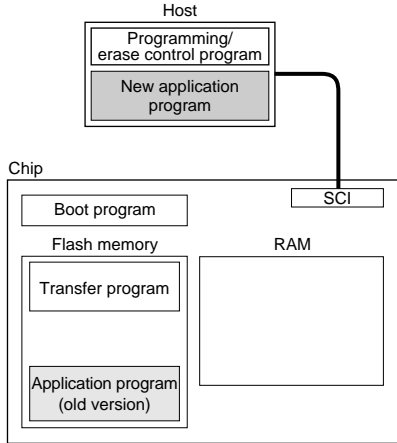 Host
Programming/
erase control program
New application
program
Chip
SCI
Boot program
Flash memory
RAM
Transfer program
Application program
(old version)